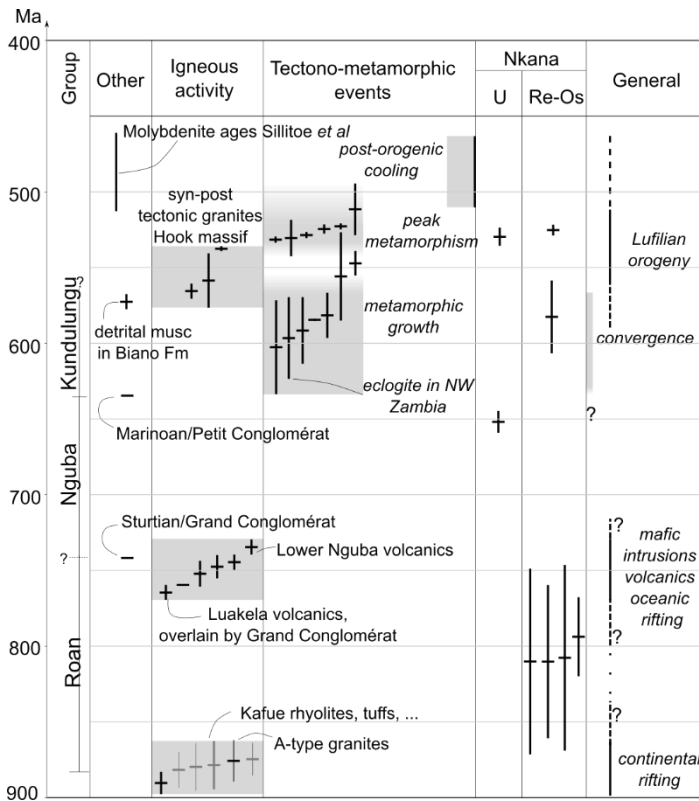 Ma
400
500
600
700
800
900
Group
Other
Igneous
activity
Tectono-metamorphic
events
Nkana
U
Re-Os
General
Molybdenite ages Sillitoe et al
post-orogenic
cooling
syn-post
tectonic granites
Hook massif
peak
metamorphism
Lufilian
orogeny
Kundulungu
?
detrital musc
in Biano Fm
metamorphic
growth
convergence
eclogite in NW
Zambia
?
Marinoan/Petit Conglomérat
Nguba
Sturtian/Grand Conglomérat
?
Lower Nguba volcanics
?
mafic
intrusions
volcanics
oceanic
rifting
Luakela volcanics,
overlain by Grand Conglomérat
?
Roan
Kafue rhyolites, tuffs, ...
?
A-type granites
continental
rifting